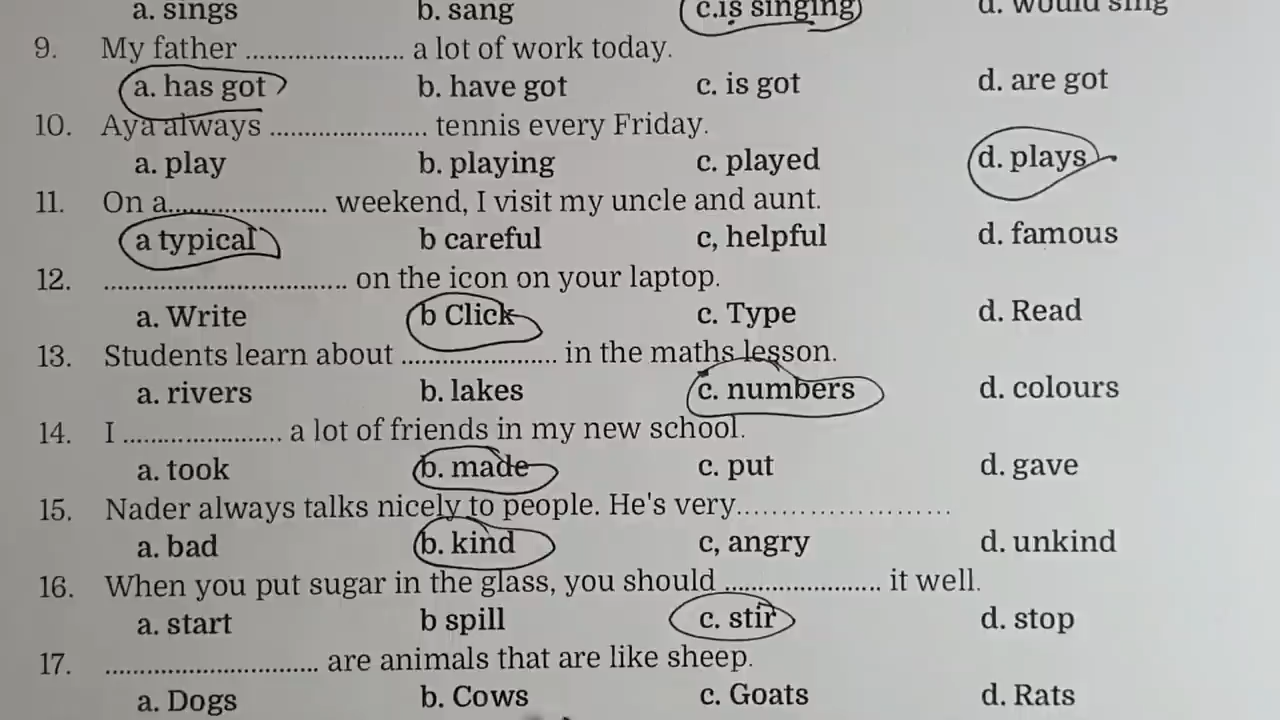 a. sings b. sang c.is singing d. would sing
9. My father ...................... a lot of work today.
a. has got b. have got c. is got d. are got
10. Aya always ...................... tennis every Friday.
a. play b. playing c. played d. plays
11. On a...................... weekend, I visit my uncle and aunt.
a typical b careful c, helpful d. famous
12. .................................. on the icon on your laptop.
a. Write b Click c. Type d. Read
13. Students learn about ...................... in the maths lesson.
a. rivers b. lakes c. numbers d. colours
14. I ...................... a lot of friends in my new school.
a. took b. made c. put d. gave
15. Nader always talks nicely to people. He's very......................
a. bad b. kind c, angry d. unkind
16. When you put sugar in the glass, you should ...................... it well.
a. start b spill c. stir d. stop
17. .............................. are animals that are like sheep.
a. Dogs b. Cows c. Goats d. Rats